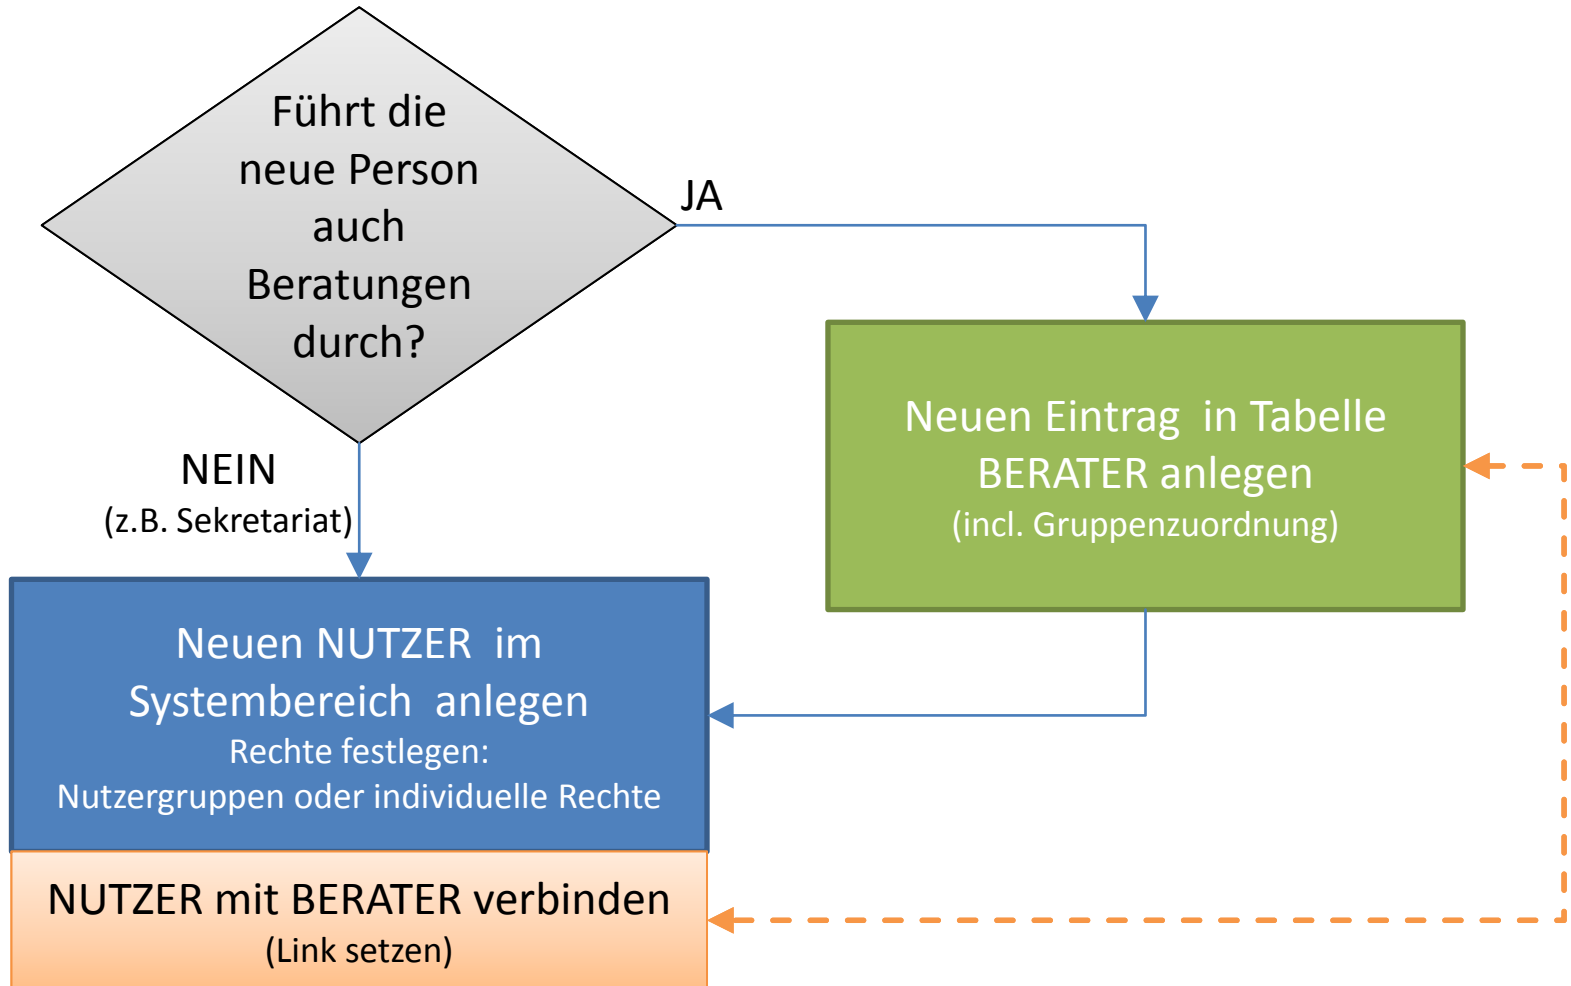 Führt die
neue Person
auch
Beratungen
durch?
JA
NEIN
(z.B. Sekretariat)
Neuen Eintrag in Tabelle
BERATER anlegen
(incl. Gruppenzuordnung)
Neuen NUTZER im
Systembereich anlegen
Rechte festlegen:
Nutzergruppen oder individuelle Rechte
NUTZER mit BERATER verbinden
(Link setzen)